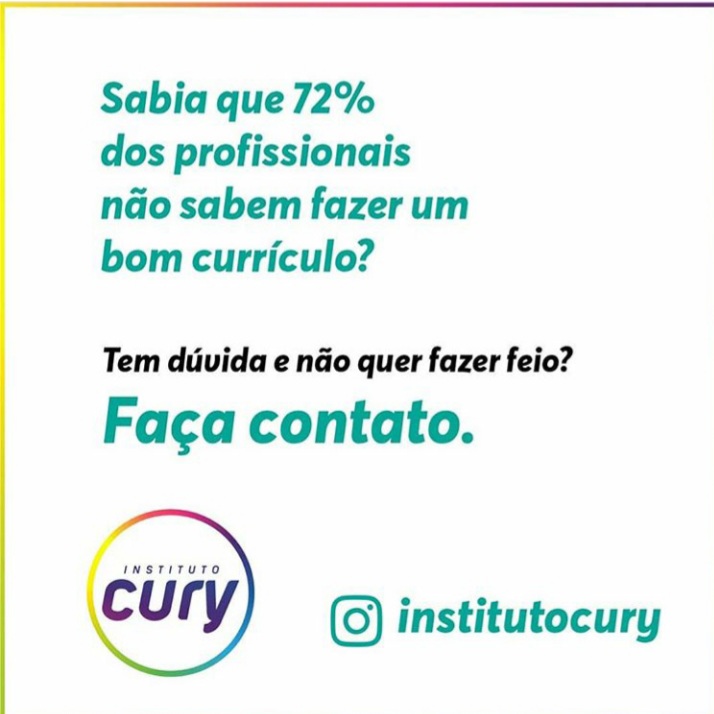 Sabia que 72%
dos profissionais
não sabem fazer um
bom currículo?
Tem dúvida e não quer fazer feio?
Faça contato.
INSTITUTO
cury
institutocury